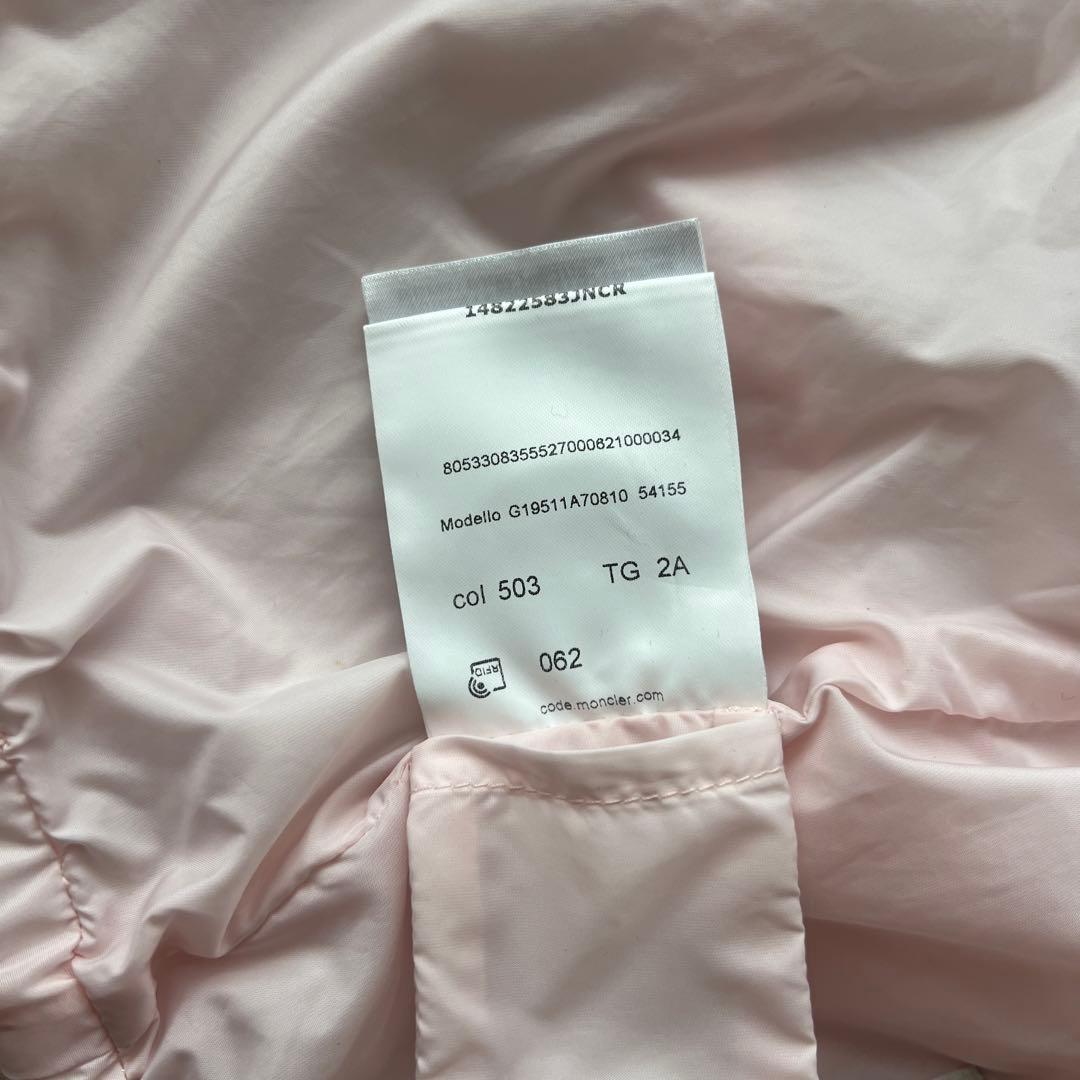 14822583JNCR
8053308355527000621000034
Modello G19511A70810 54155
col 503 TG 2A
RFID 062
code.moncler.com